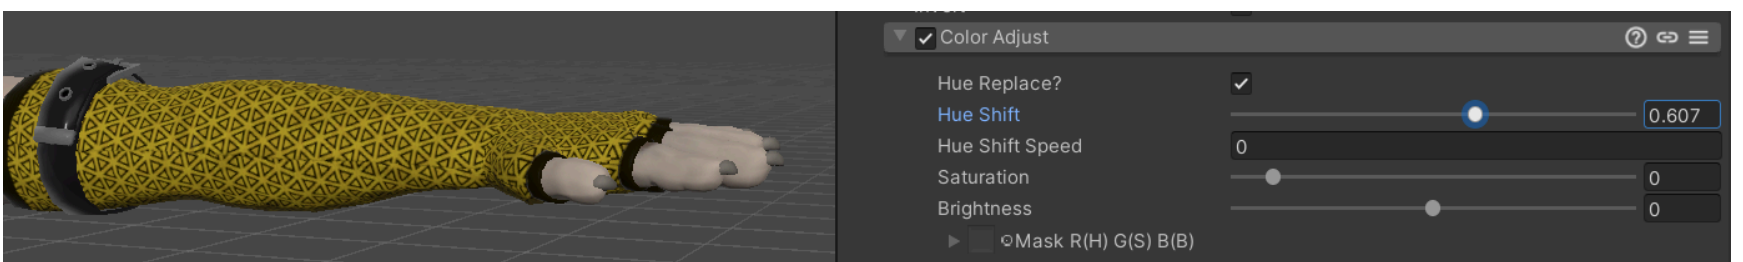 Color Adjust
Hue Replace?
Hue Shift 0.607
Hue Shift Speed 0
Saturation 0
Brightness 0
Mask R(H) G(S) B(B)